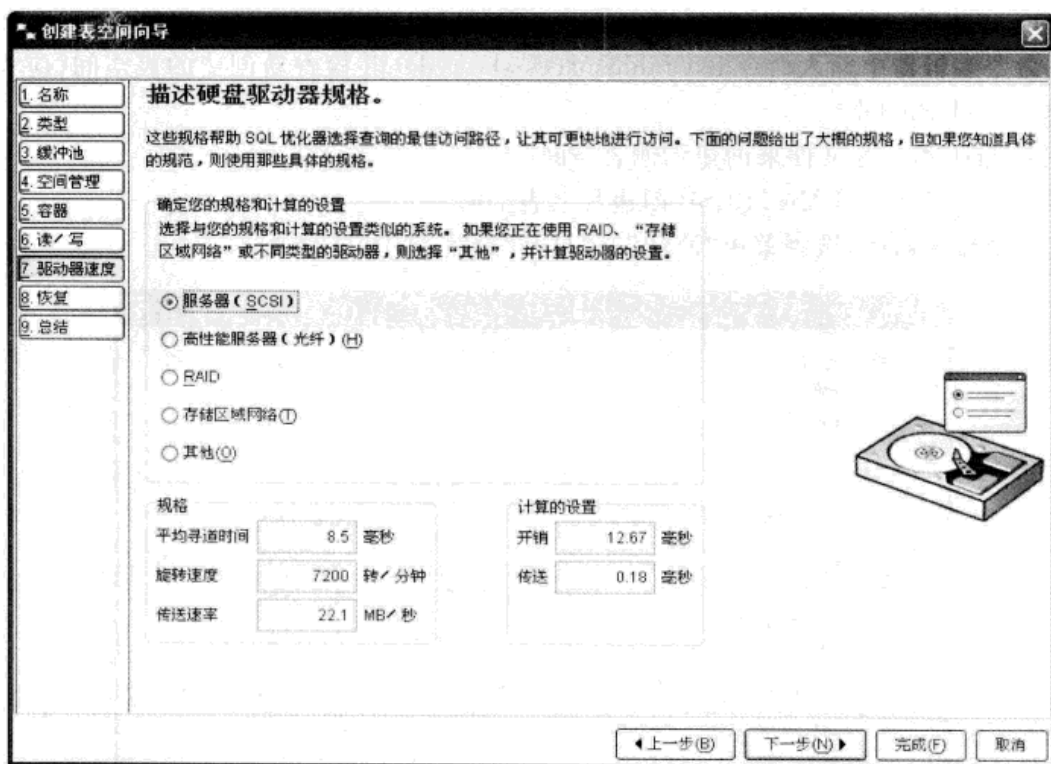 创建表空间向导
1. 名称
2. 类型
3. 缓冲池
4. 空间管理
5. 容器
6. 读/写
7. 驱动器速度
8. 恢复
9. 总结
描述硬盘驱动器规格。
这些规格帮助 SQL 优化器选择查询的最佳访问路径，让其可更快地进行访问。下面的问题给出了大概的规格，但如果您知道具体
的规范，则使用那些具体的规格。
确定您的规格和计算的设置
选择与您的规格和计算的设置类似的系统。 如果您正在使用 RAID、“存储
区域网络”或不同类型的驱动器，则选择“其他”，并计算驱动器的设置。
服务器（SCSI）
高性能服务器（光纤）(H)
RAID
存储区域网络(T)
其他(O)
规格
平均寻道时间 8.5 毫秒
旋转速度 7200 转/分钟
传送速率 22.1 MB/秒
计算的设置
开销 12.67 毫秒
传送 0.18 毫秒
上一步(B) 下一步(N) 完成(F) 取消